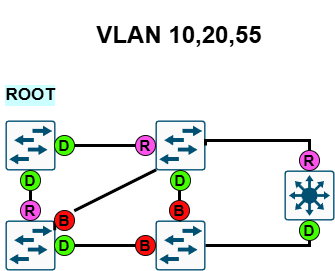 VLAN 10,20,55
ROOT
D R
R
D D
R B
B D
D B